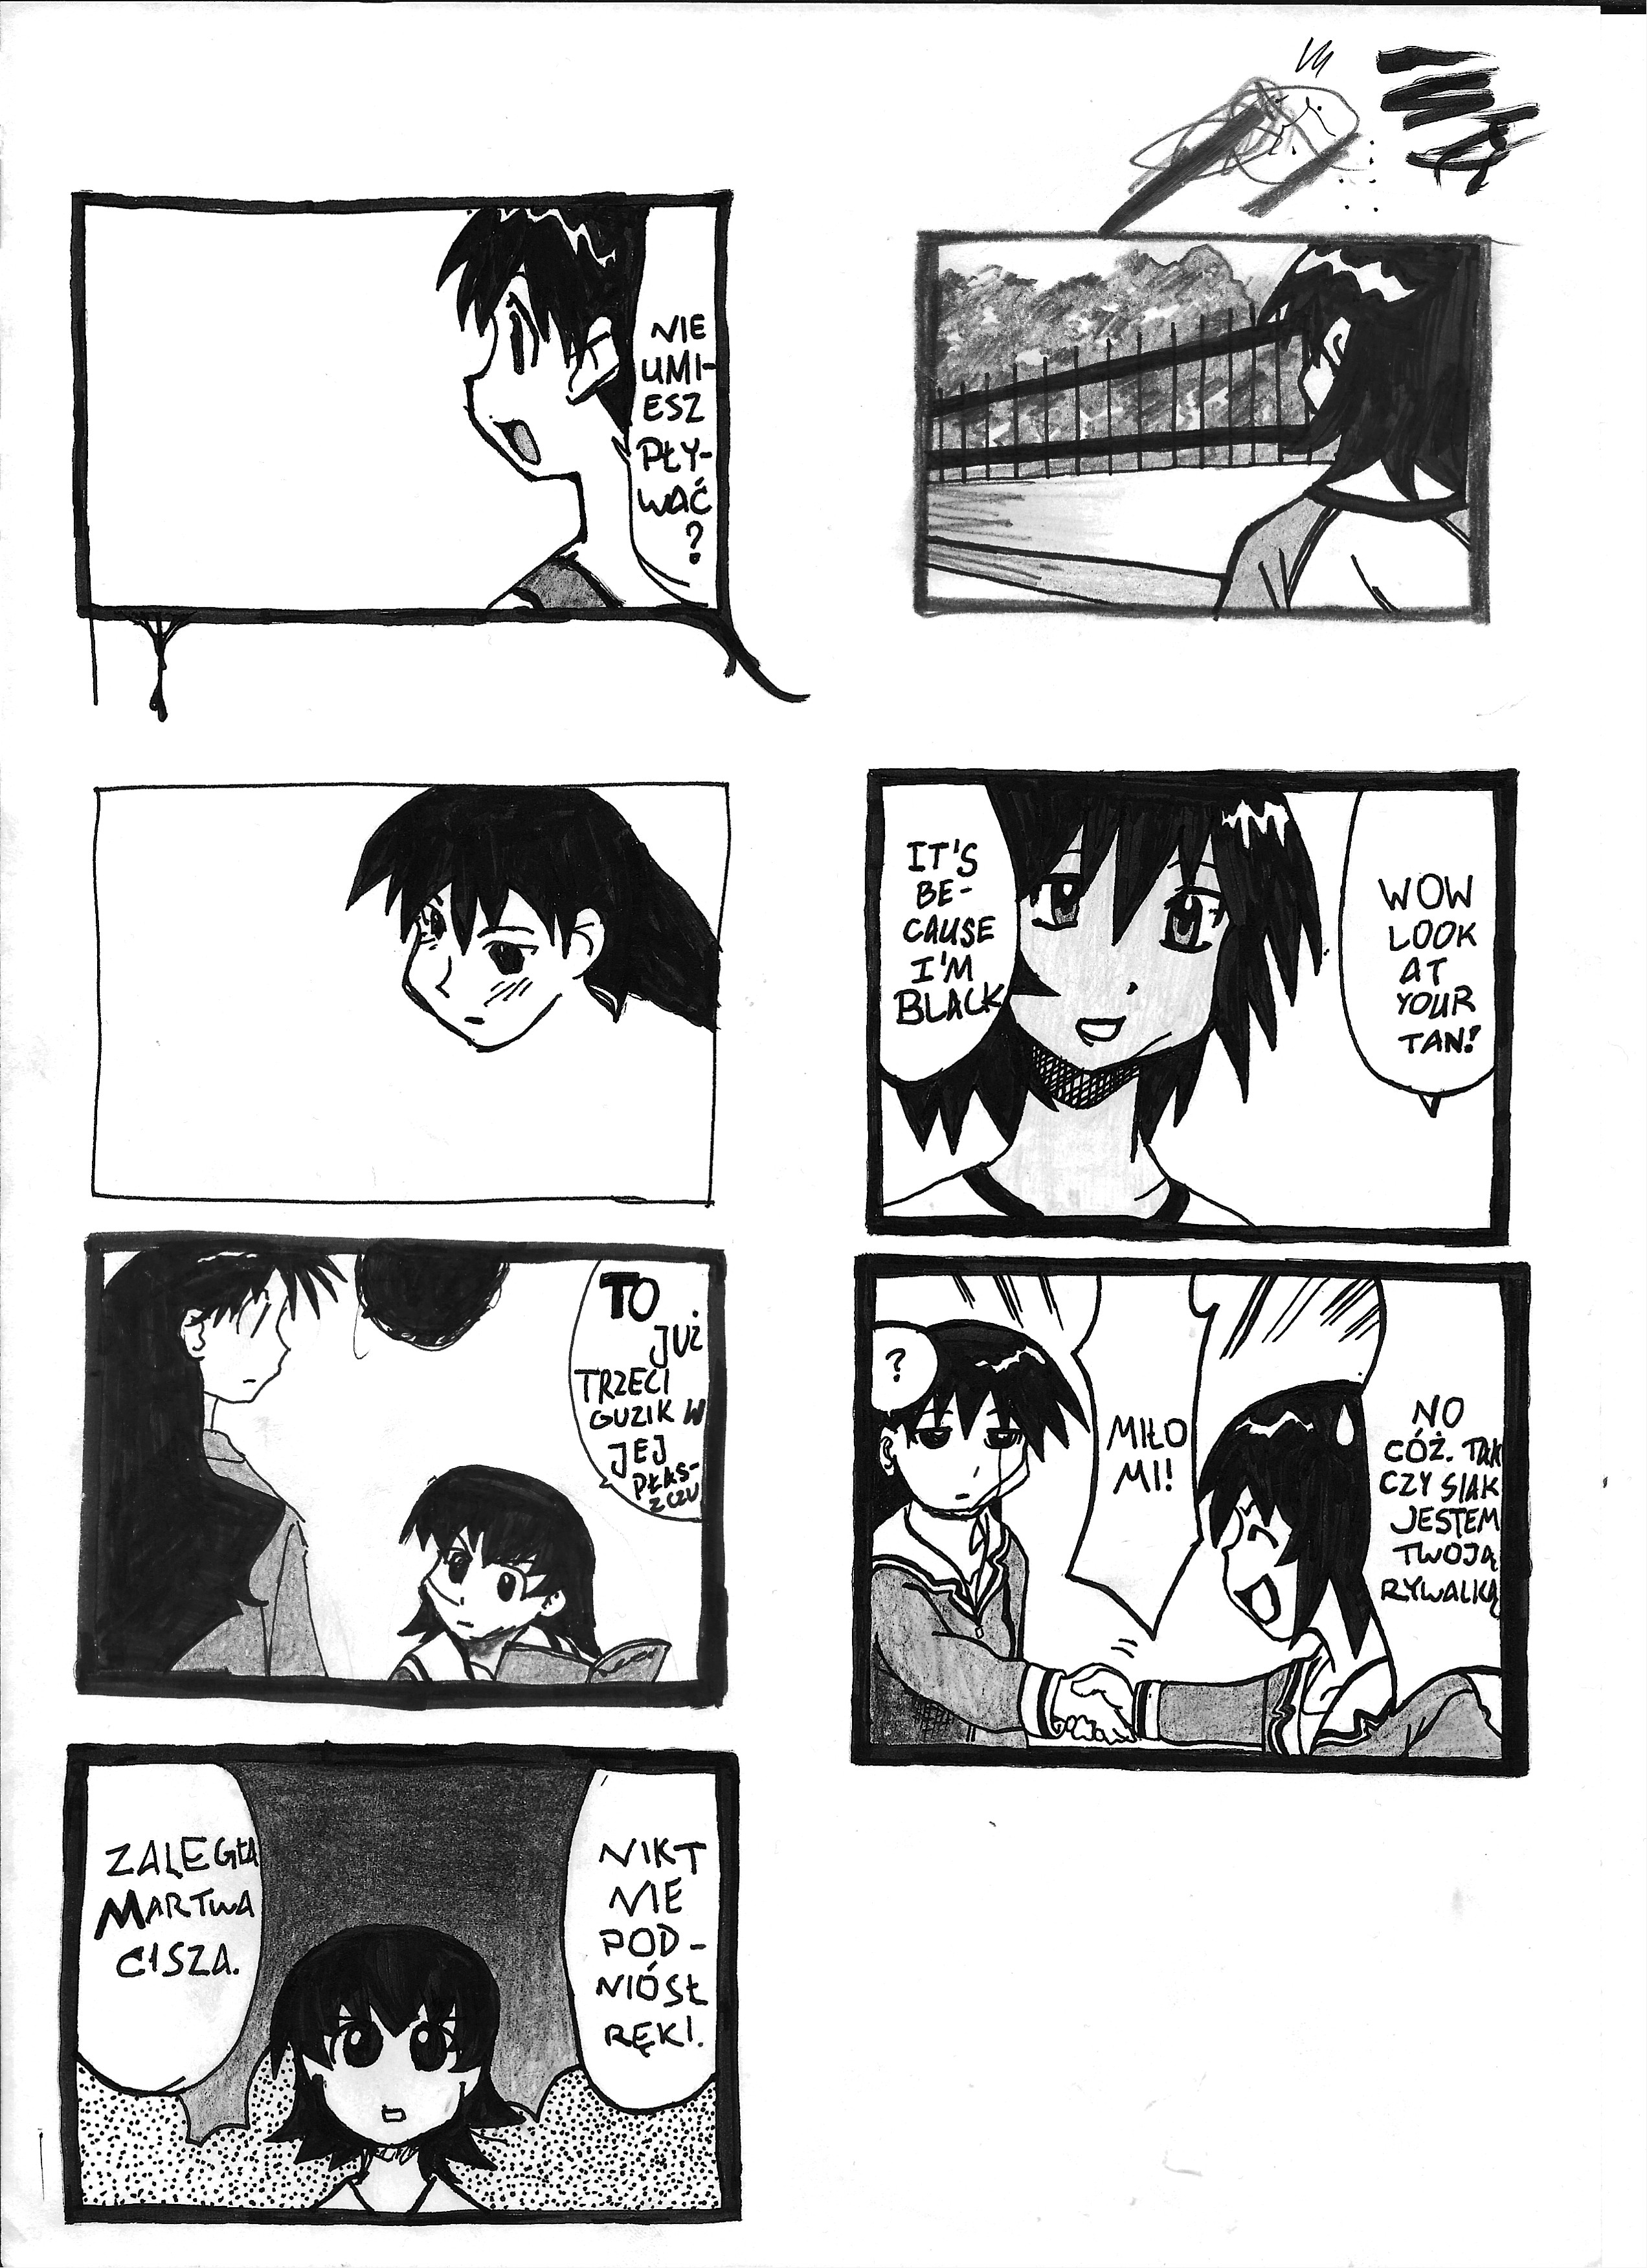 NIE
UMI-
ESZ
PŁY-
WAĆ
?
WOW
LOOK
AT
YOUR
TAN!
IT'S
BE-
CAUSE
I'M
BLACK
TO
JUŻ
TRZECI
GUZIK W
JEJ
PŁAS-
ZCZU
NO
CÓŻ. TAK
CZY SIAK
JESTEM
TWOJĄ
RYWALKĄ
MIŁO
MI!
?
NIKT
NIE
POD-
NIÓSŁ
RĘKI.
ZALEGŁA
MARTWA
CISZA.